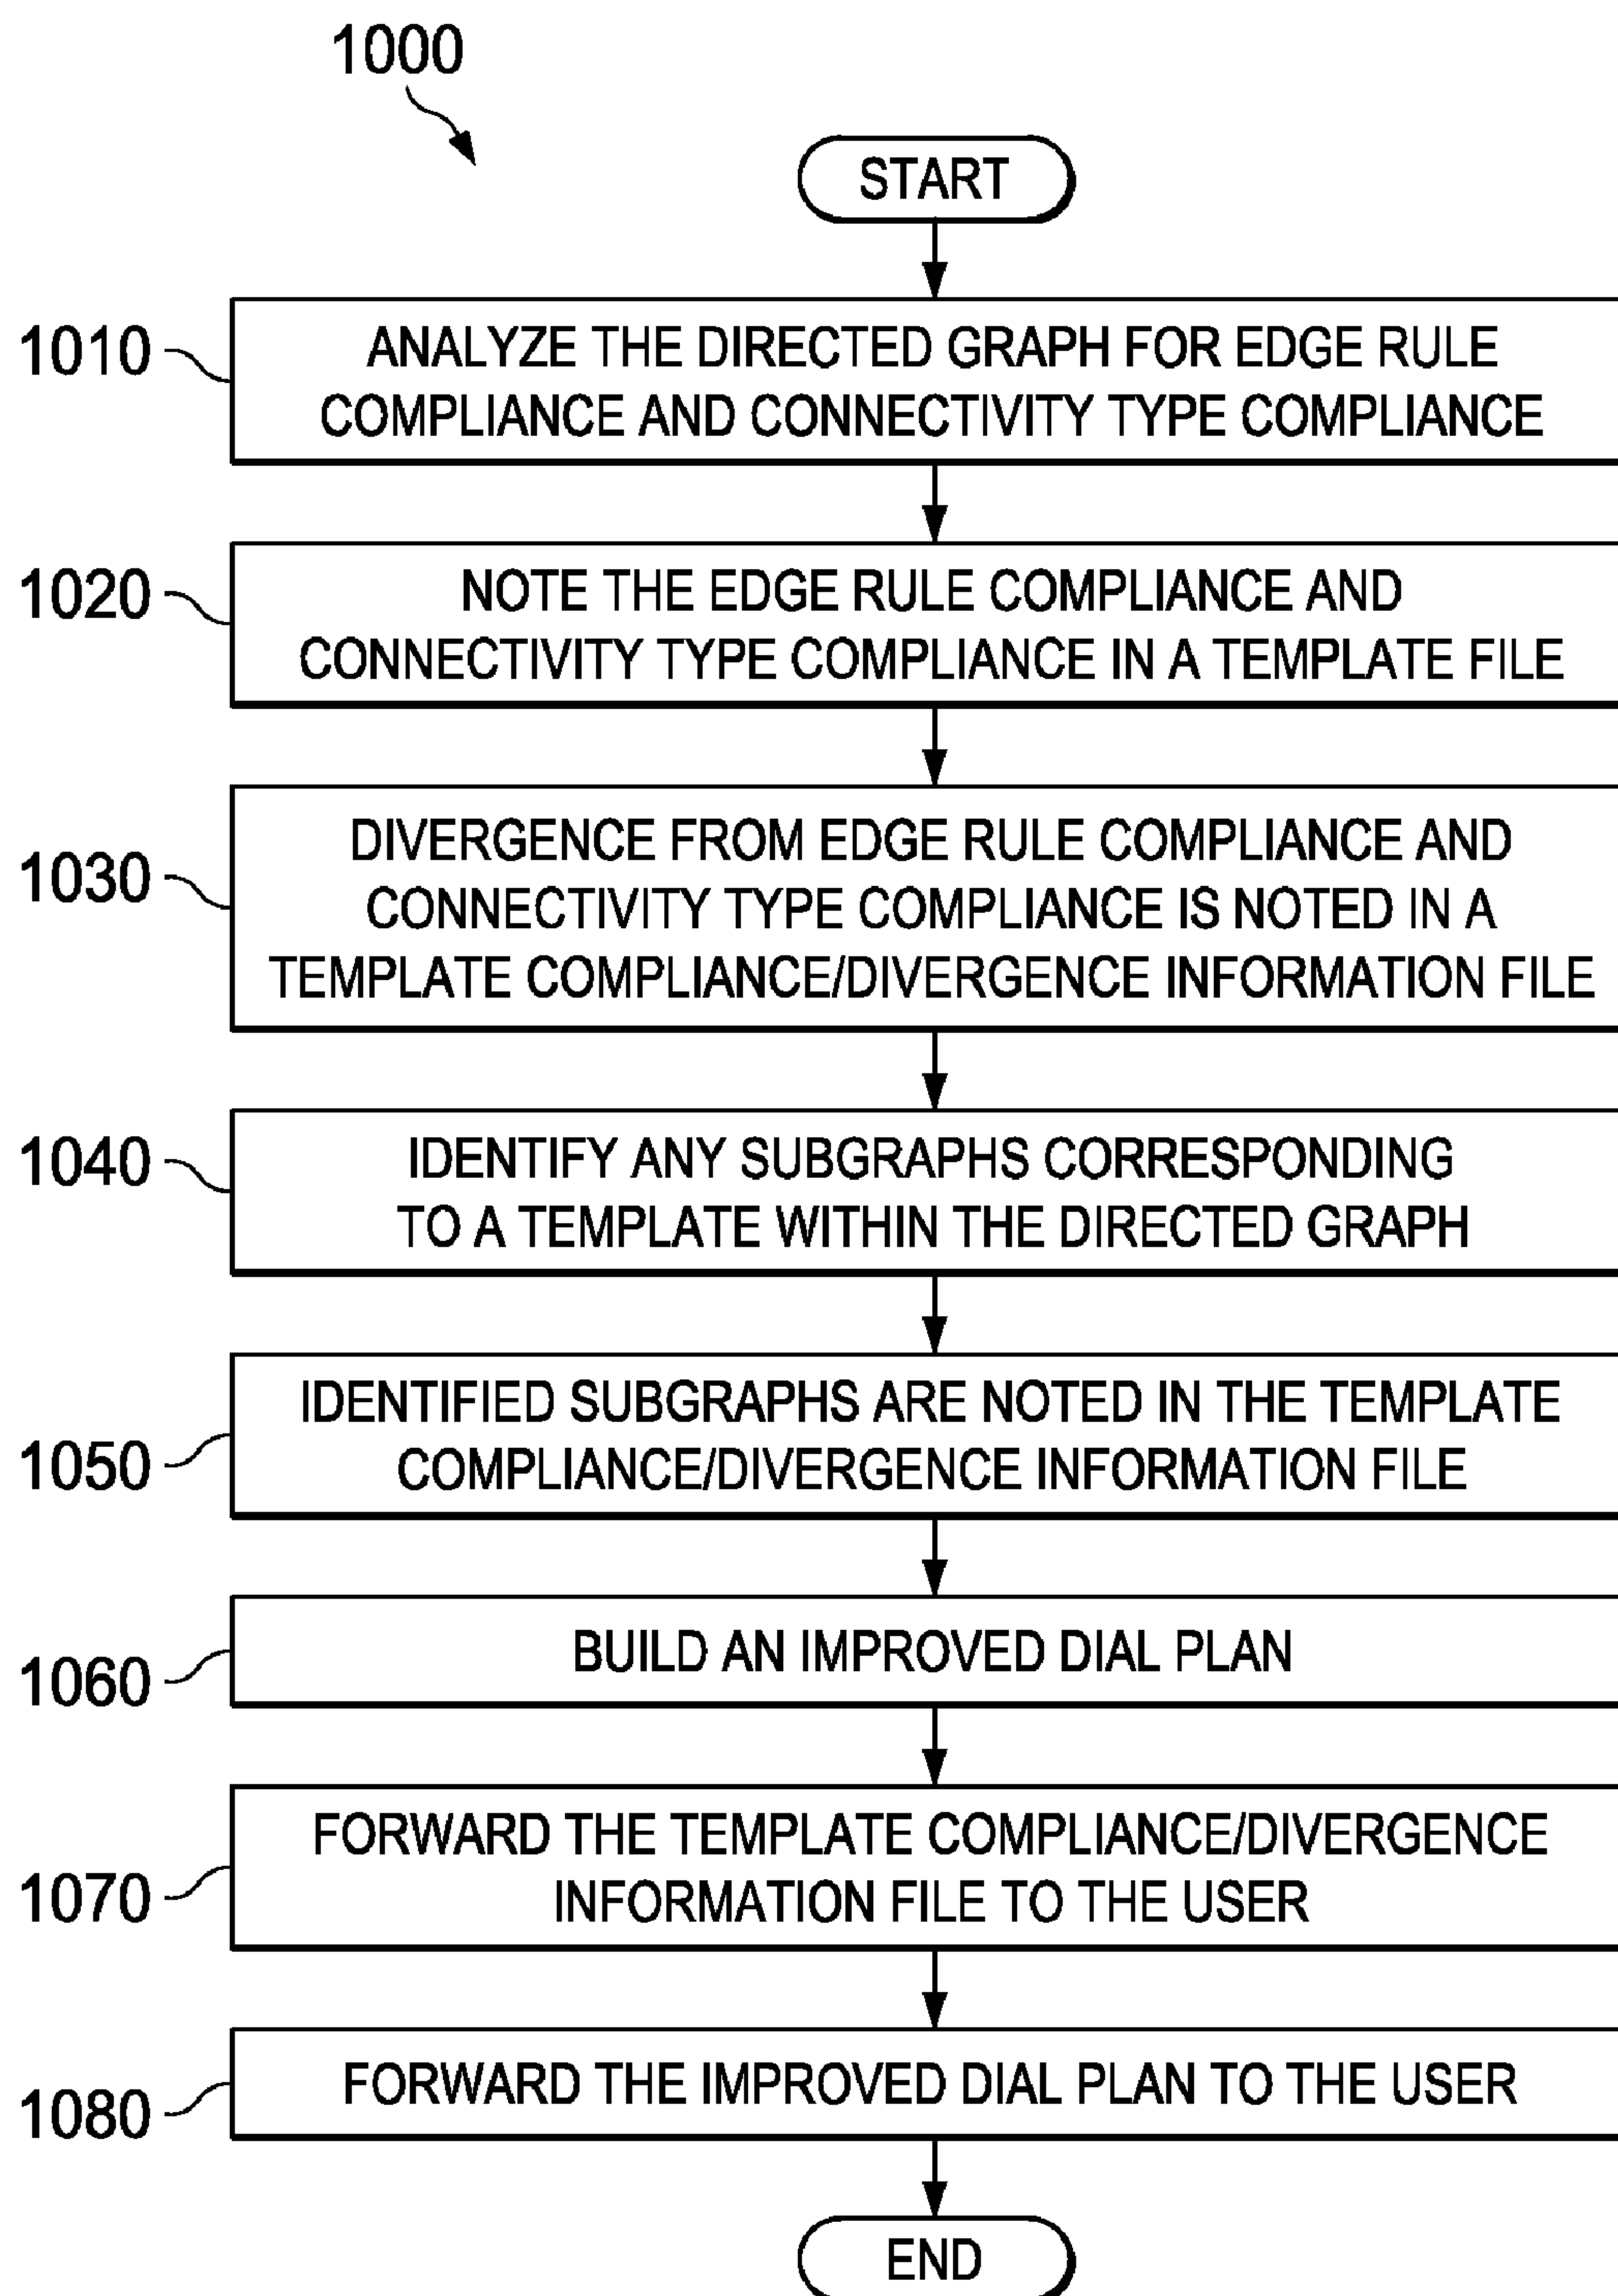 1000
START
1010
ANALYZE THE DIRECTED GRAPH FOR EDGE RULE
COMPLIANCE AND CONNECTIVITY TYPE COMPLIANCE
1020
NOTE THE EDGE RULE COMPLIANCE AND
CONNECTIVITY TYPE COMPLIANCE IN A TEMPLATE FILE
1030
DIVERGENCE FROM EDGE RULE COMPLIANCE AND
CONNECTIVITY TYPE COMPLIANCE IS NOTED IN A
TEMPLATE COMPLIANCE/DIVERGENCE INFORMATION FILE
1040
IDENTIFY ANY SUBGRAPHS CORRESPONDING
TO A TEMPLATE WITHIN THE DIRECTED GRAPH
1050
IDENTIFIED SUBGRAPHS ARE NOTED IN THE TEMPLATE
COMPLIANCE/DIVERGENCE INFORMATION FILE
1060
BUILD AN IMPROVED DIAL PLAN
1070
FORWARD THE TEMPLATE COMPLIANCE/DIVERGENCE
INFORMATION FILE TO THE USER
1080
FORWARD THE IMPROVED DIAL PLAN TO THE USER
END